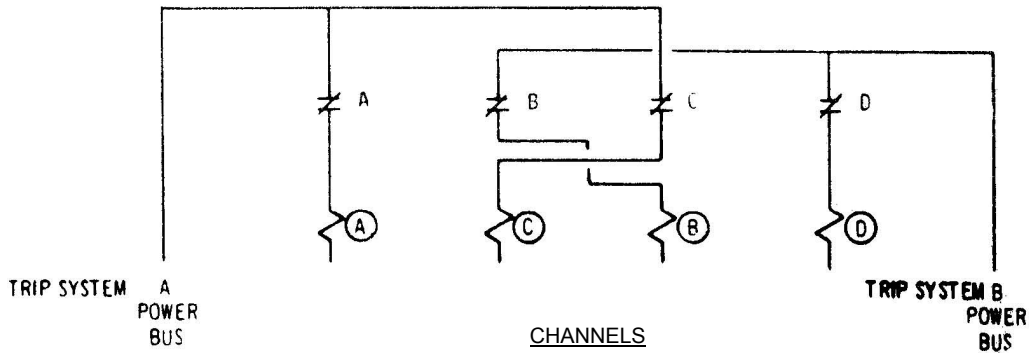 A B C D
A C B D
TRIP SYSTEM A
POWER
BUS
TRIP SYSTEM B
POWER
BUS
CHANNELS